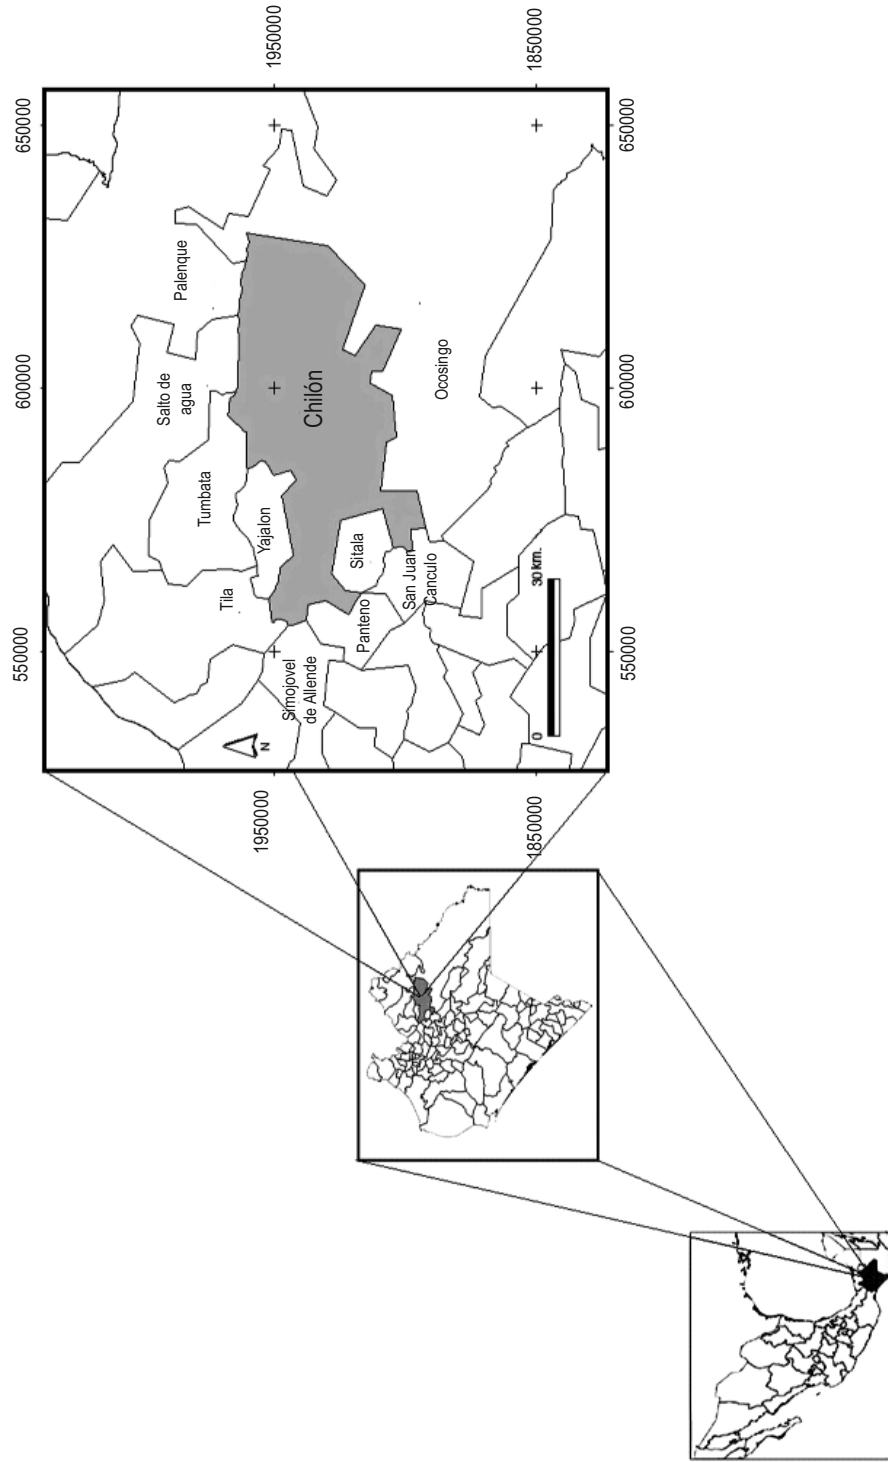 550000
600000
650000
Salto de
agua
Palenque
Tumbata
Tila
N
Yajalon
1950000
1950000
Simojovel
de Allende
Chilón
Sitala
Panteno
San Juan
Canculo
Ocosingo
1850000
0
30 km.
1850000
550000
600000
650000